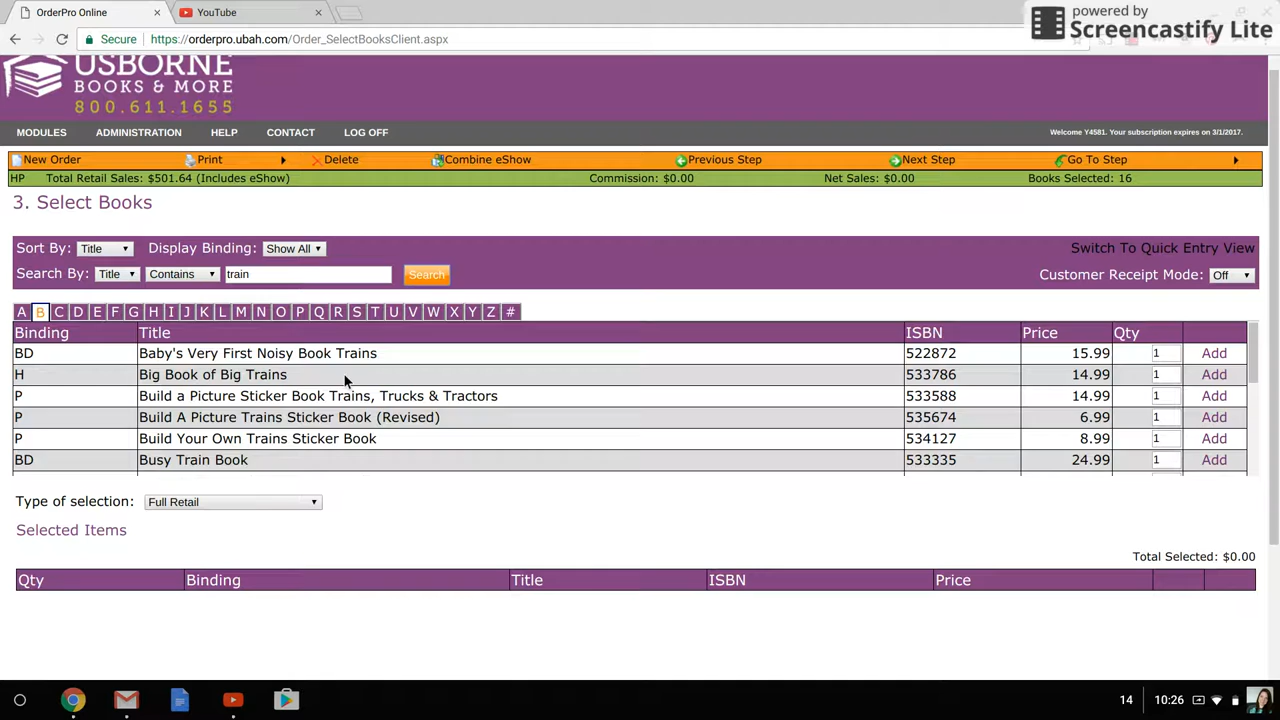 OrderPro Online
YouTube
powered by
Screencastify Lite
Secure https://orderpro.ubah.com/Order_SelectBooksClient.aspx
USBORNE
BOOKS & MORE
800.611.1655
MODULES ADMINISTRATION HELP CONTACT LOG OFF Welcome Y4581. Your subscription expires on 3/1/2017.
New Order Print Delete Combine eShow Previous Step Next Step Go To Step
HP Total Retail Sales: $501.64 (Includes eShow) Commission: $0.00 Net Sales: $0.00 Books Selected: 16
3. Select Books
Sort By: Title Display Binding: Show All Switch To Quick Entry View
Search By: Title Contains train Search Customer Receipt Mode: Off
A B C D E F G H I J K L M N O P Q R S T U V W X Y Z #
Binding Title ISBN Price Qty
BD Baby's Very First Noisy Book Trains 522872 15.99 1 Add
H Big Book of Big Trains 533786 14.99 1 Add
P Build a Picture Sticker Book Trains, Trucks & Tractors 533588 14.99 1 Add
P Build A Picture Trains Sticker Book (Revised) 535674 6.99 1 Add
P Build Your Own Trains Sticker Book 534127 8.99 1 Add
BD Busy Train Book 533335 24.99 1 Add
Type of selection: Full Retail
Selected Items
Total Selected: $0.00
Qty Binding Title ISBN Price
14 10:26